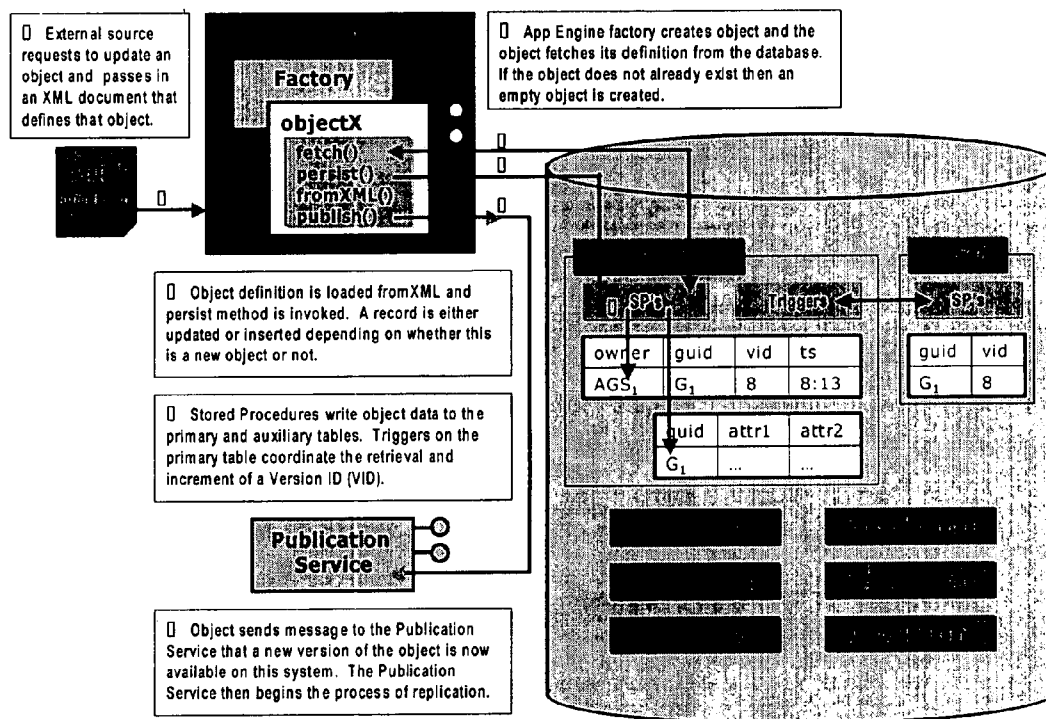 External source
requests to update an
object and passes in
an XML document that
defines that object.
App Engine factory creates object and the
object fetches its definition from the database.
If the object does not already exist then an
empty object is created.
Factory
objectX
fetch()
persist()
fromXML()
publish()
Object definition is loaded fromXML and
persist method is invoked. A record is either
updated or inserted depending on whether this
is a new object or not.
SP's
Triggers
SP's
owner guid vid ts
AGS₁ G₁ 8 8:13
guid vid
G₁ 8
guid attr1 attr2
G₁ ... ...
Stored Procedures write object data to the
primary and auxiliary tables. Triggers on the
primary table coordinate the retrieval and
increment of a Version ID (VID).
Publication
Service
Object sends message to the Publication
Service that a new version of the object is now
available on this system. The Publication
Service then begins the process of replication.